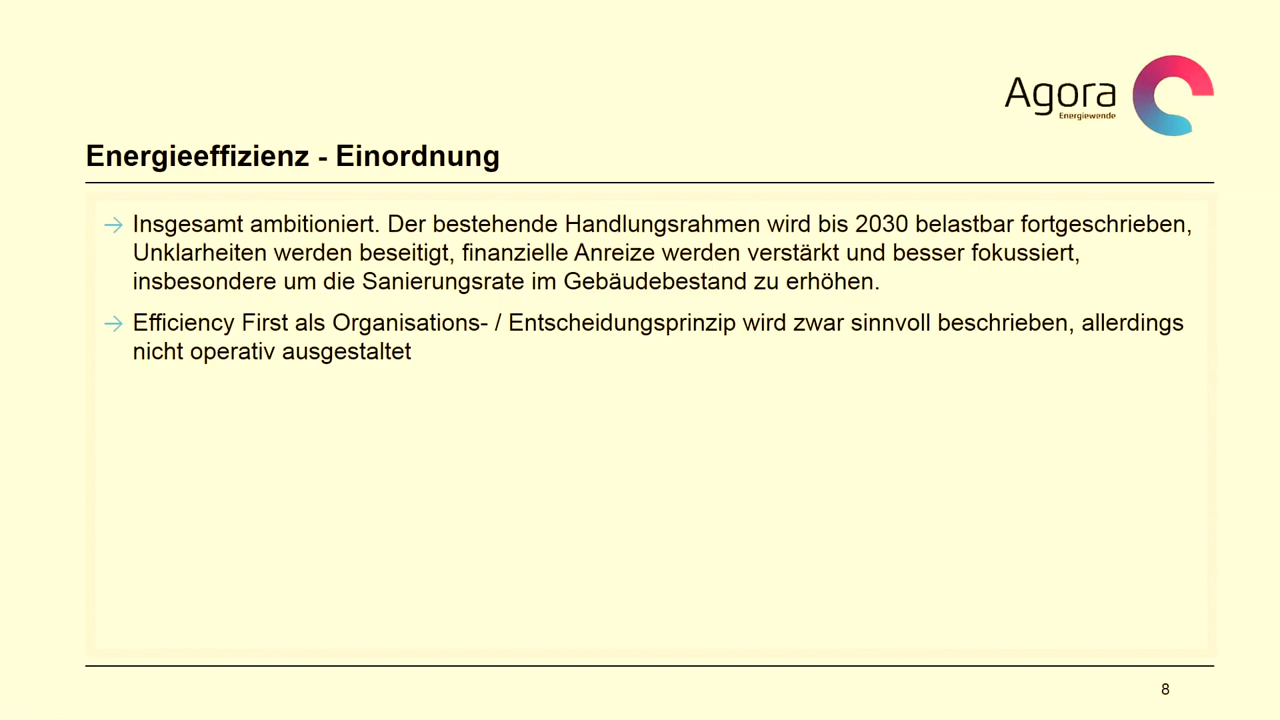 Agora
Energiewende
Energieeffizienz - Einordnung
→ Insgesamt ambitioniert. Der bestehende Handlungsrahmen wird bis 2030 belastbar fortgeschrieben,
Unklarheiten werden beseitigt, finanzielle Anreize werden verstärkt und besser fokussiert,
insbesondere um die Sanierungsrate im Gebäudebestand zu erhöhen.
→ Efficiency First als Organisations- / Entscheidungsprinzip wird zwar sinnvoll beschrieben, allerdings
nicht operativ ausgestaltet
8